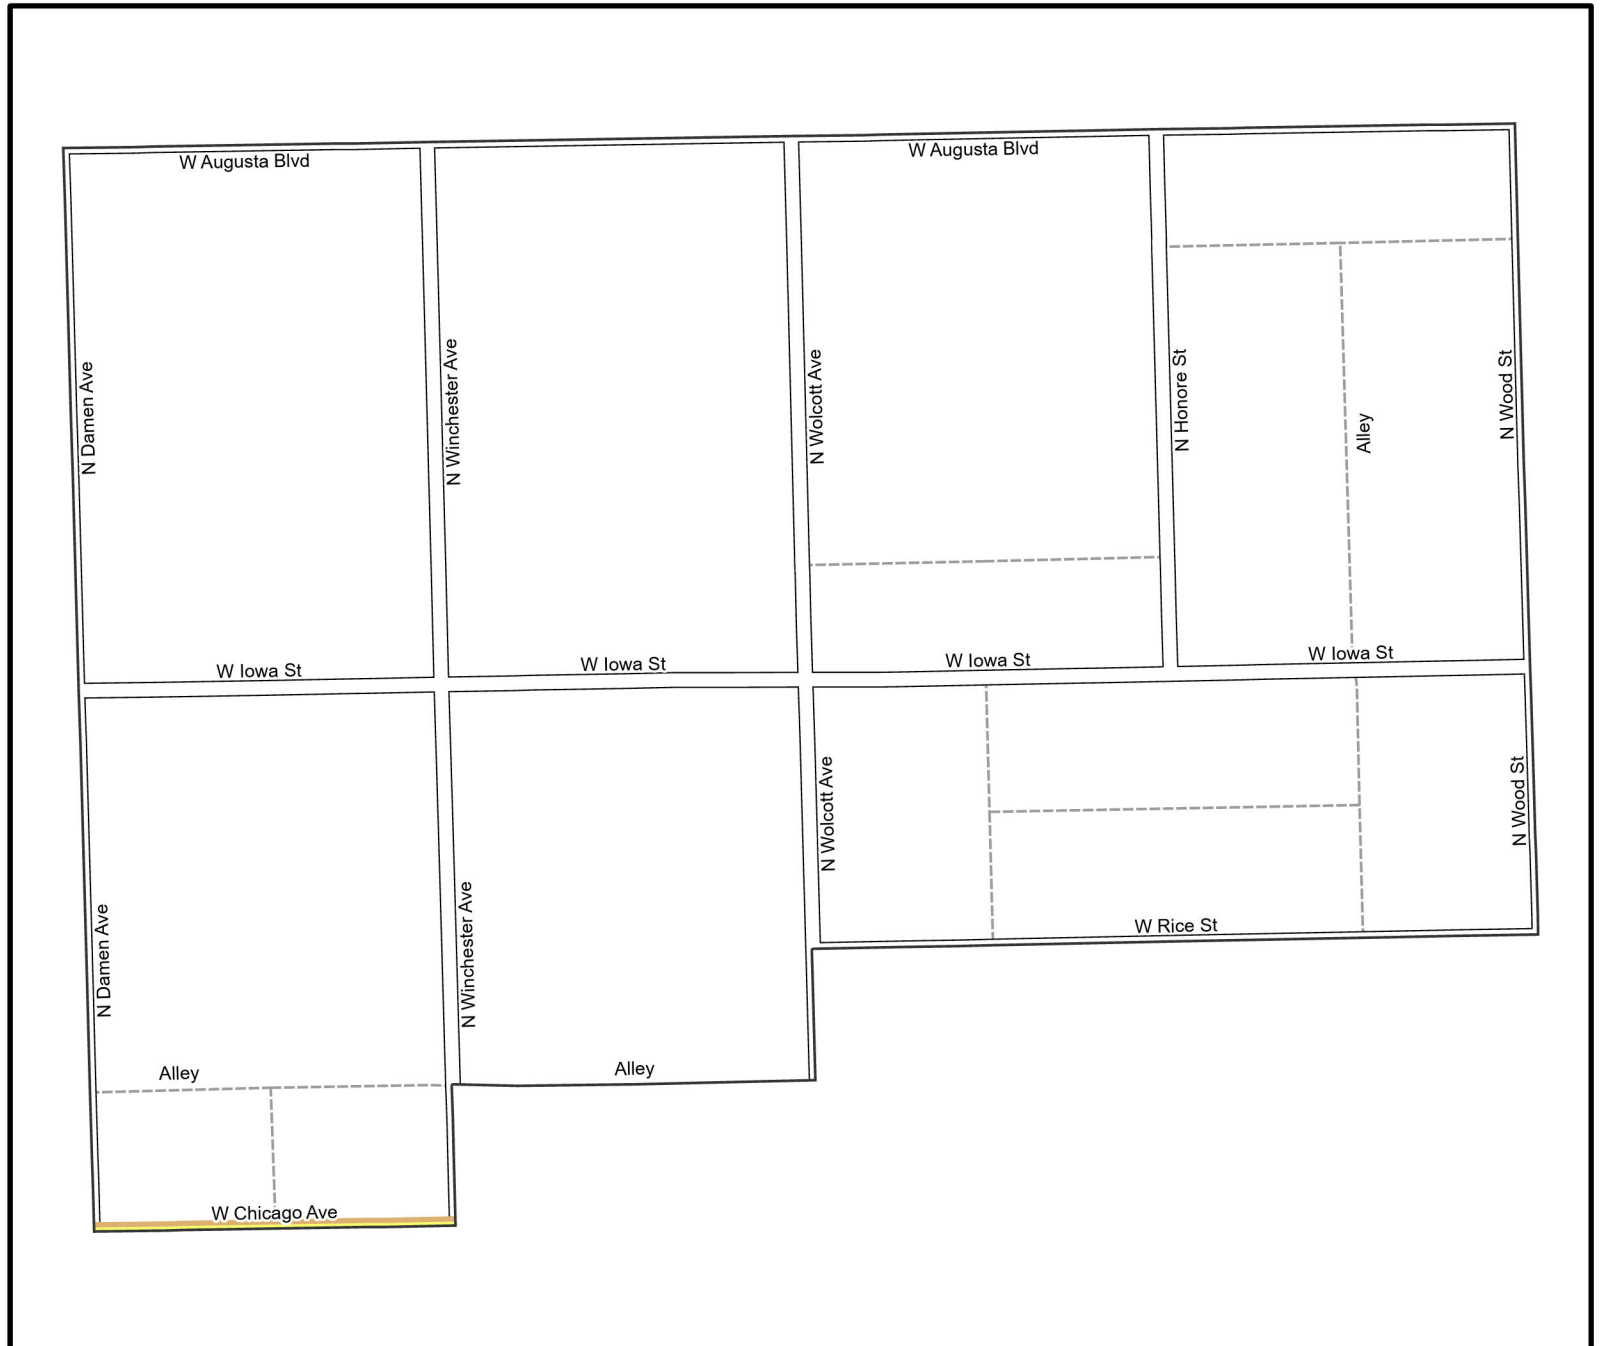 W Augusta Blvd
W Augusta Blvd
N Damen Ave
N Winchester Ave
N Wolcott Ave
N Honore St
Alley
N Wood St
W Iowa St
W Iowa St
W Iowa St
W Iowa St
N Damen Ave
N Winchester Ave
N Wolcott Ave
N Wood St
W Rice St
Alley
Alley
W Chicago Ave